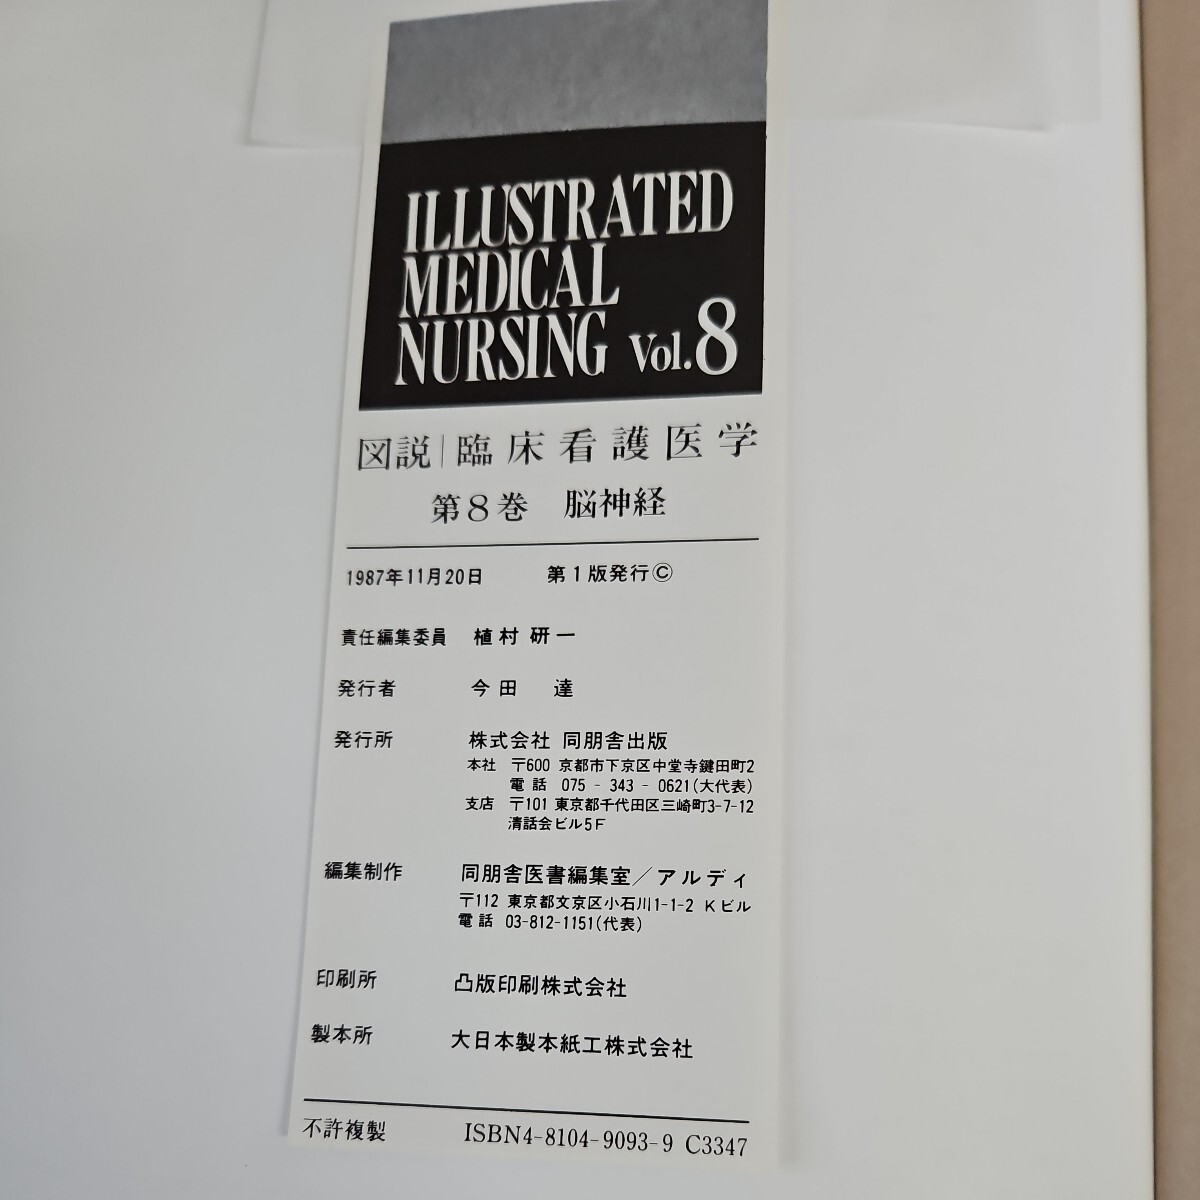 ILLUSTRATED
MEDICAL
NURSING Vol.8
図説|臨床看護医学
第8巻 脳神経
1987年11月20日 第1版発行©
責任編集委員 植村 研一
発行者 今田 達
発行所 株式会社 同朋舎出版
本社 〒600 京都市下京区中堂寺鍵田町2
電話 075-343-0621(大代表)
支店 〒101 東京都千代田区三崎町3-7-12
清話会ビル5F
編集制作 同朋舎医書編集室/アルディ
〒112 東京都文京区小石川1-1-2 Kビル
電話 03-812-1151(代表)
印刷所 凸版印刷株式会社
製本所 大日本製本紙工株式会社
不許複製 ISBN4-8104-9093-9 C3347